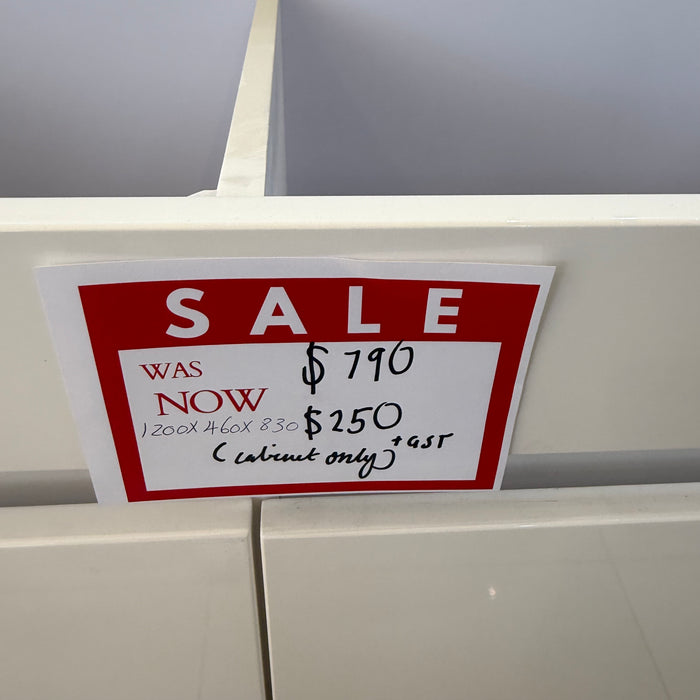 SALE
WAS $790
NOW $250 + GST
1200X460X830
(cabinet only)